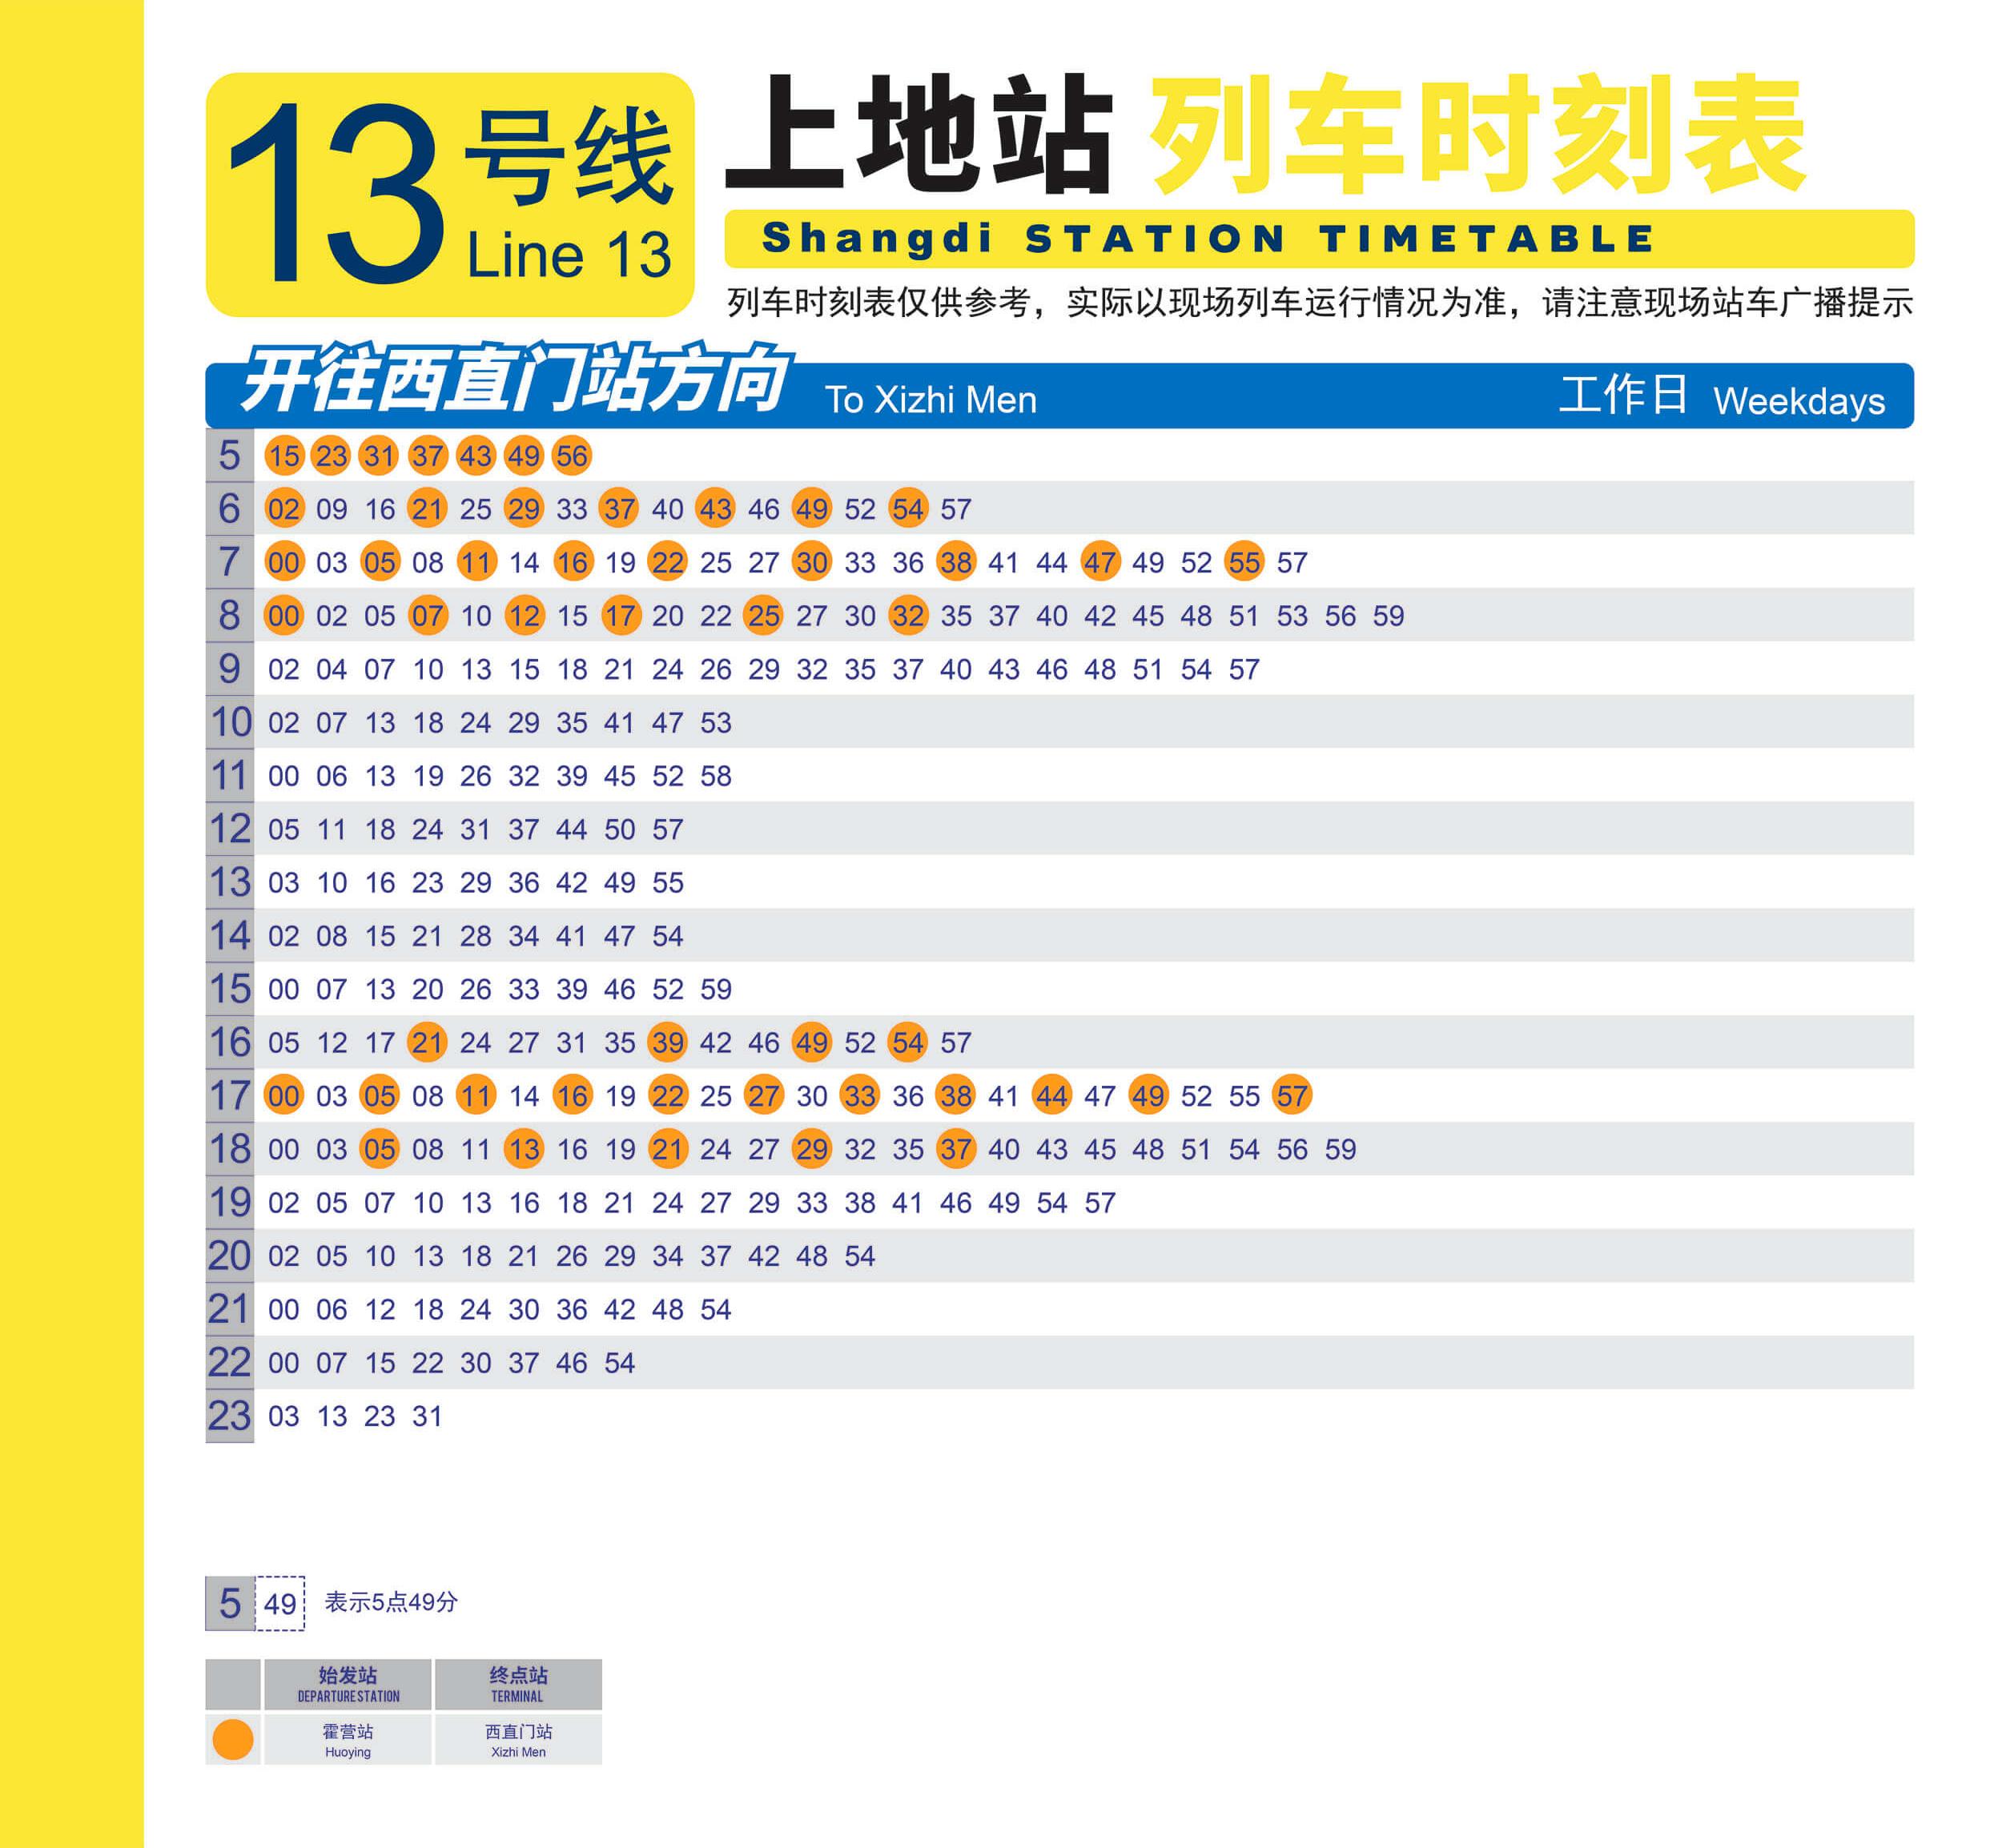 13号线
Line 13
上地站 列车时刻表
Shangdi STATION TIMETABLE
列车时刻表仅供参考，实际以现场列车运行情况为准，请注意现场站车广播提示
开往西直门站方向 To Xizhi Men 工作日 Weekdays
5 15 23 31 37 43 49 56
6 02 09 16 21 25 29 33 37 40 43 46 49 52 54 57
7 00 03 05 08 11 14 16 19 22 25 27 30 33 36 38 41 44 47 49 52 55 57
8 00 02 05 07 10 12 15 17 20 22 25 27 30 32 35 37 40 42 45 48 51 53 56 59
9 02 04 07 10 13 15 18 21 24 26 29 32 35 37 40 43 46 48 51 54 57
10 02 07 13 18 24 29 35 41 47 53
11 00 06 13 19 26 32 39 45 52 58
12 05 11 18 24 31 37 44 50 57
13 03 10 16 23 29 36 42 49 55
14 02 08 15 21 28 34 41 47 54
15 00 07 13 20 26 33 39 46 52 59
16 05 12 17 21 24 27 31 35 39 42 46 49 52 54 57
17 00 03 05 08 11 14 16 19 22 25 27 30 33 36 38 41 44 47 49 52 55 57
18 00 03 05 08 11 13 16 19 21 24 27 29 32 35 37 40 43 45 48 51 54 56 59
19 02 05 07 10 13 16 18 21 24 27 29 33 38 41 46 49 54 57
20 02 05 10 13 18 21 26 29 34 37 42 48 54
21 00 06 12 18 24 30 36 42 48 54
22 00 07 15 22 30 37 46 54
23 03 13 23 31
5 49 表示5点49分
始发站 终点站
DEPARTURE STATION TERMINAL
霍营站 西直门站
Huoying Xizhi Men